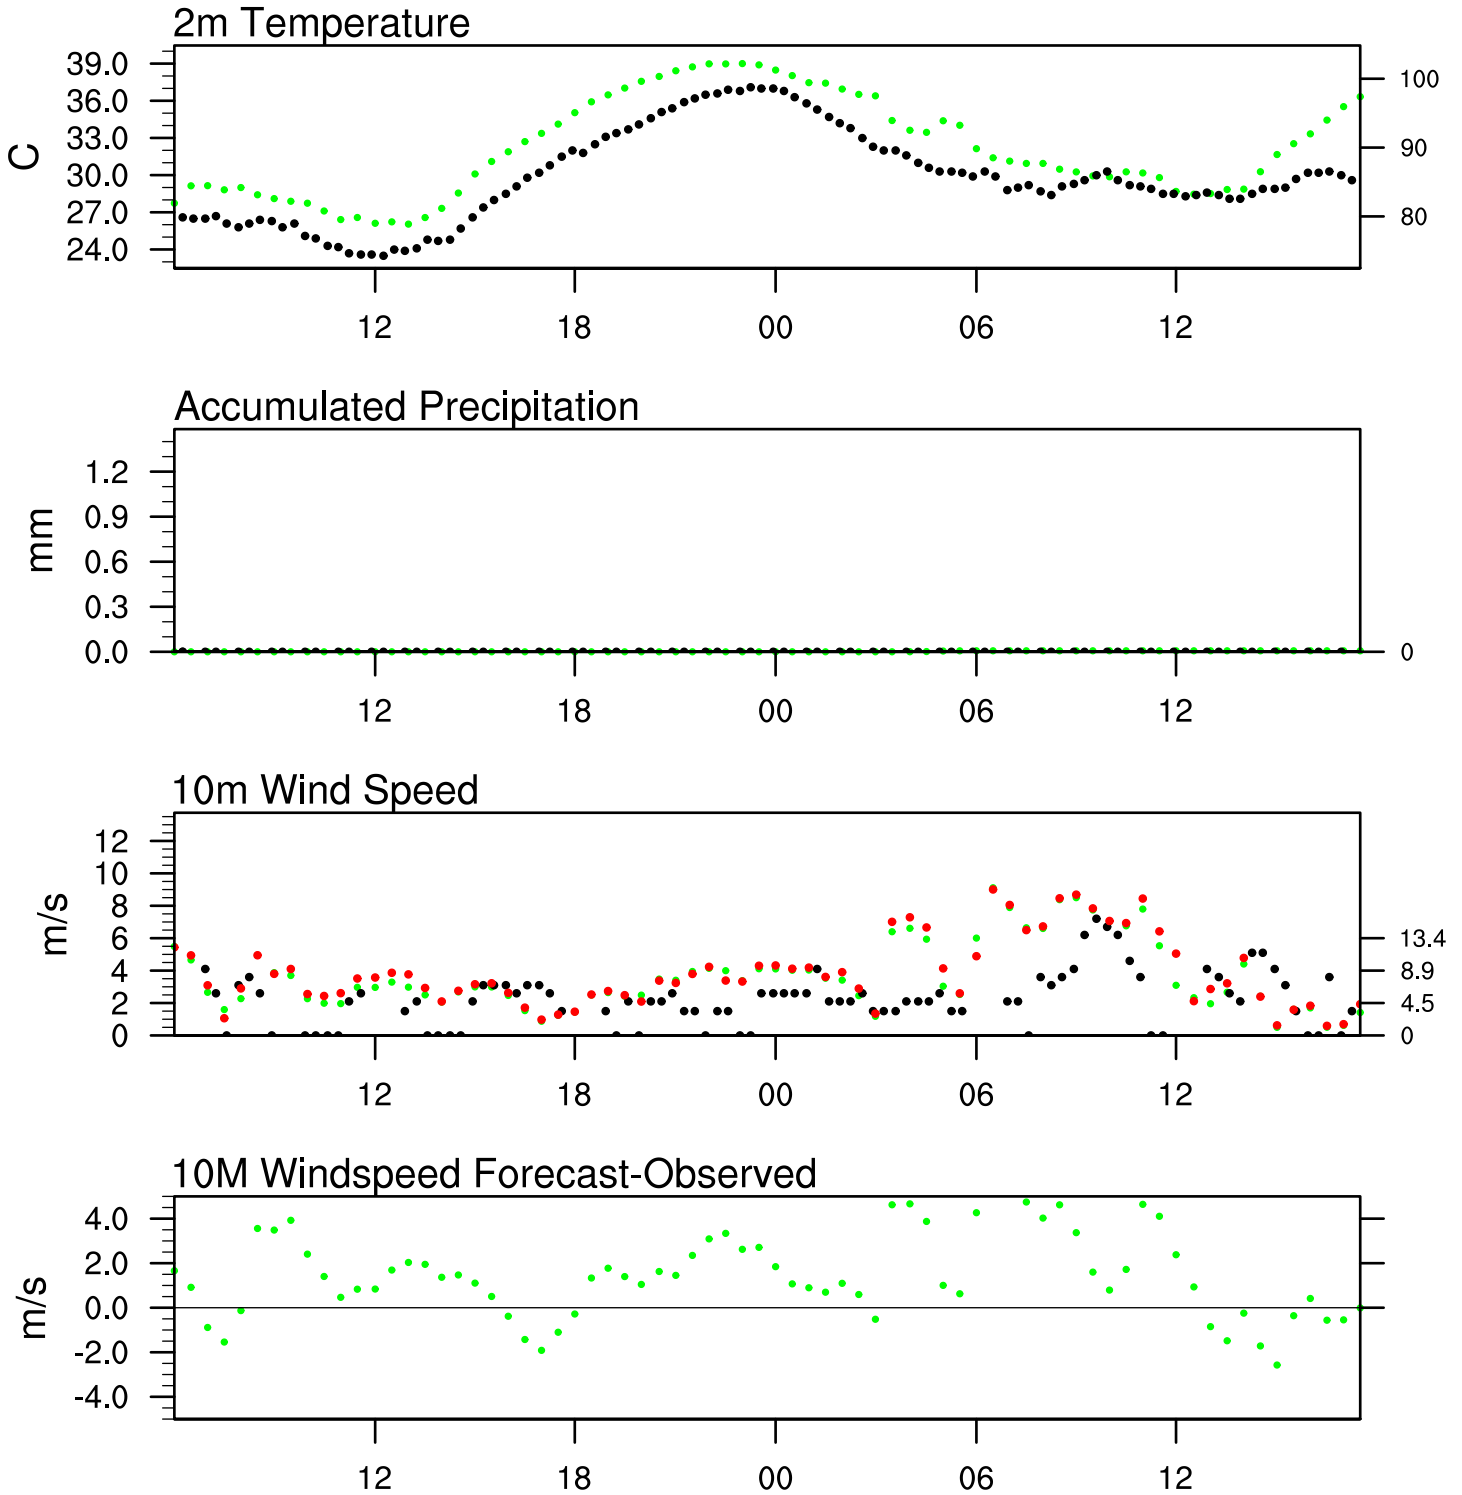 2m Temperature
39.0
36.0
33.0
30.0
27.0
24.0
C
100
90
80
12 18 00 06 12
Accumulated Precipitation
1.2
0.9
0.6
0.3
0.0
mm
0
12 18 00 06 12
10m Wind Speed
12
10
8
6
4
2
0
m/s
13.4
8.9
4.5
0
12 18 00 06 12
10M Windspeed Forecast-Observed
4.0
2.0
0.0
-2.0
-4.0
m/s
12 18 00 06 12